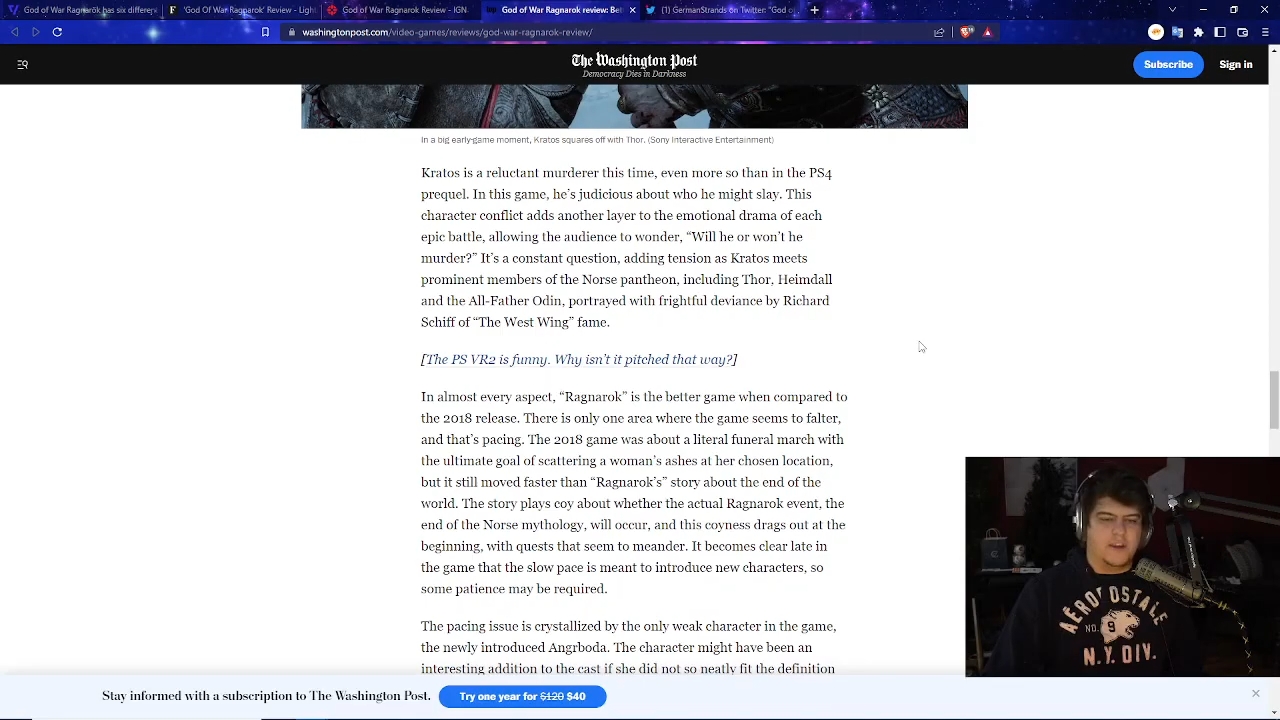 God of War Ragnarök has six differei
'God Of War Ragnarok' Review - Light
God of War Ragnarok Review - IGN
God of War Ragnarok review: Bet
(1) GermanStrands on Twitter: "God o
washingtonpost.com/video-games/reviews/god-war-ragnarok-review/
The Washington Post
Democracy Dies in Darkness
Subscribe
Sign in
In a big early-game moment, Kratos squares off with Thor. (Sony Interactive Entertainment)
Kratos is a reluctant murderer this time, even more so than in the PS4
prequel. In this game, he's judicious about who he might slay. This
character conflict adds another layer to the emotional drama of each
epic battle, allowing the audience to wonder, “Will he or won't he
murder?” It's a constant question, adding tension as Kratos meets
prominent members of the Norse pantheon, including Thor, Heimdall
and the All-Father Odin, portrayed with frightful deviance by Richard
Schiff of “The West Wing” fame.
[The PS VR2 is funny. Why isn't it pitched that way?]
In almost every aspect, “Ragnarok” is the better game when compared to
the 2018 release. There is only one area where the game seems to falter,
and that's pacing. The 2018 game was about a literal funeral march with
the ultimate goal of scattering a woman's ashes at her chosen location,
but it still moved faster than “Ragnarok's” story about the end of the
world. The story plays coy about whether the actual Ragnarok event, the
end of the Norse mythology, will occur, and this coyness drags out at the
beginning, with quests that seem to meander. It becomes clear late in
the game that the slow pace is meant to introduce new characters, so
some patience may be required.
The pacing issue is crystallized by the only weak character in the game,
the newly introduced Angrboda. The character might have been an
interesting addition to the cast if she did not so neatly fit the definition
AÉROPOSTALE
NO. 9
N.Y. DIV.
Stay informed with a subscription to The Washington Post.
Try one year for $120 $40